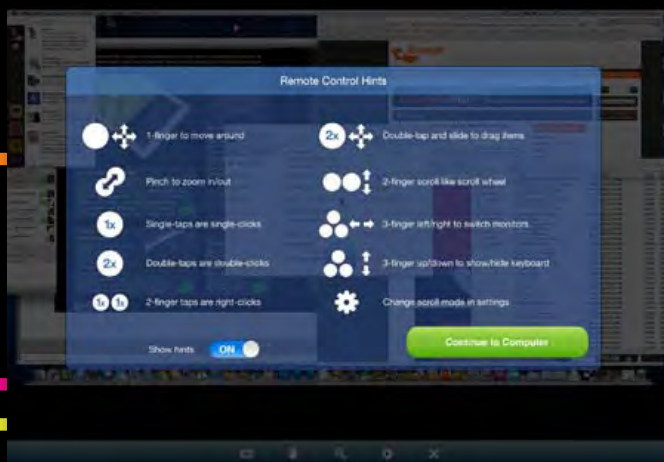 Remote Control Hints
1-finger to move around
Pinch to zoom in/out
1x
Single-taps are single-clicks
2x
Double-taps are double-clicks
1x 1x
2-finger taps are right-clicks
Show hints
ON
2x
Double-tap and slide to drag items
2-finger scroll like scroll wheel
3-finger left/right to switch monitors
3-finger up/down to show/hide keyboard
Change scroll mode in settings
Continue to Computer